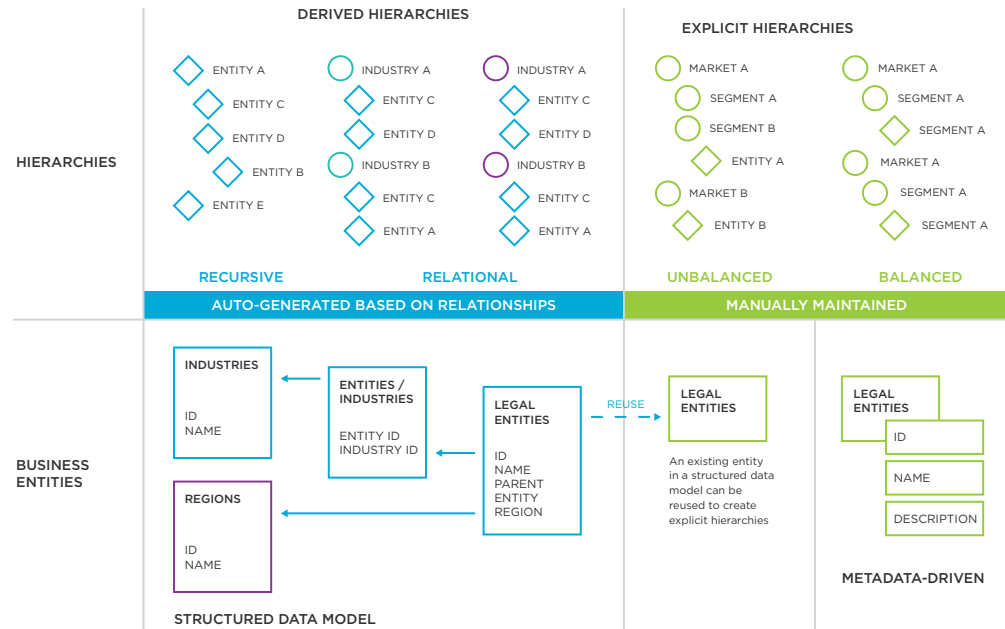 DERIVED HIERARCHIES
EXPLICIT HIERARCHIES
HIERARCHIES
ENTITY A
ENTITY C
ENTITY D
ENTITY B
ENTITY E
INDUSTRY A
ENTITY C
ENTITY D
INDUSTRY B
ENTITY C
ENTITY A
INDUSTRY A
ENTITY C
ENTITY D
INDUSTRY B
ENTITY C
ENTITY A
MARKET A
SEGMENT A
SEGMENT B
ENTITY A
MARKET B
ENTITY B
MARKET A
SEGMENT A
SEGMENT A
MARKET A
SEGMENT A
SEGMENT A
RECURSIVE
RELATIONAL
UNBALANCED
BALANCED
AUTO-GENERATED BASED ON RELATIONSHIPS
MANUALLY MAINTAINED
BUSINESS
ENTITIES
INDUSTRIES
ID
NAME
REGIONS
ID
NAME
ENTITIES /
INDUSTRIES
ENTITY ID
INDUSTRY ID
LEGAL
ENTITIES
ID
NAME
PARENT
ENTITY
REGION
REUSE
LEGAL
ENTITIES
An existing entity
in a structured data
model can be
reused to create
explicit hierarchies
LEGAL
ENTITIES
ID
NAME
DESCRIPTION
METADATA-DRIVEN
STRUCTURED DATA MODEL